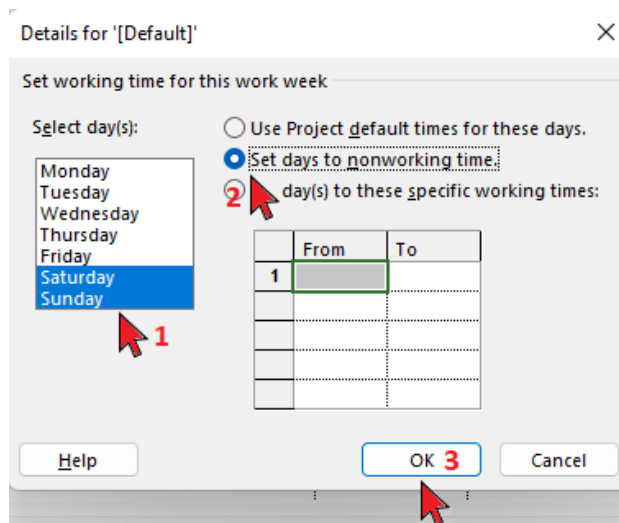 Details for '[Default]'
Set working time for this work week
Select day(s):
Use Project default times for these days.
Set days to nonworking time.
day(s) to these specific working times:
Monday
Tuesday
Wednesday
Thursday
Friday
Saturday
Sunday
1
2
From To
1
Help
OK 3
Cancel